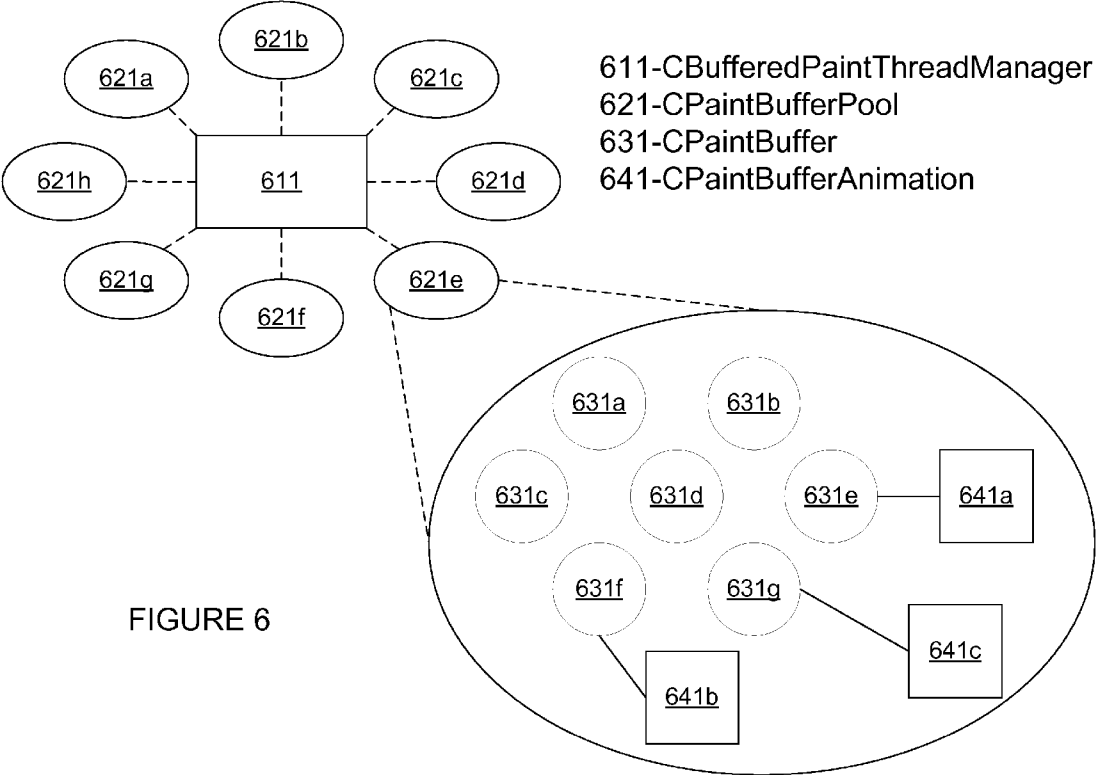 621b
621a
621c
611-CBufferedPaintThreadManager
621-CPaintBufferPool
631-CPaintBuffer
641-CPaintBufferAnimation
621h
611
621d
621g
621e
621f
631a
631b
631c
631d
631e
641a
631f
631g
FIGURE 6
641c
641b